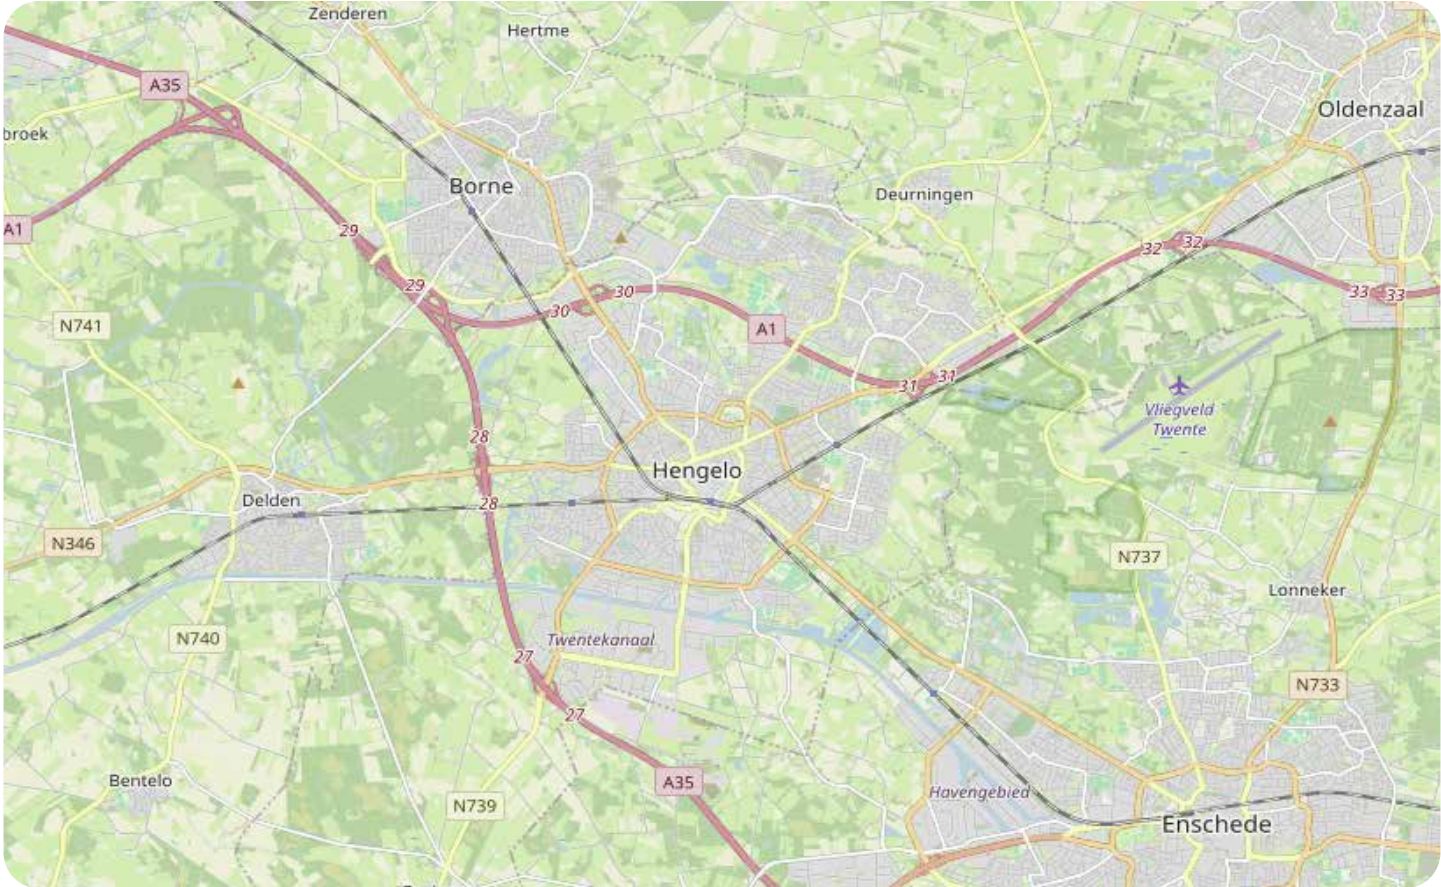 Zenderen
Hertme
A35
Oldenzaal
broek
Borne
Deurningen
A1
29
32
32
29
30
30
33
33
N741
A1
31
31
Vliegveld
Twente
28
Hengelo
Delden
28
N346
N737
Lonneker
N740
Twentekanaal
27
N733
27
Bentelo
A35
N739
Havengebied
Enschede